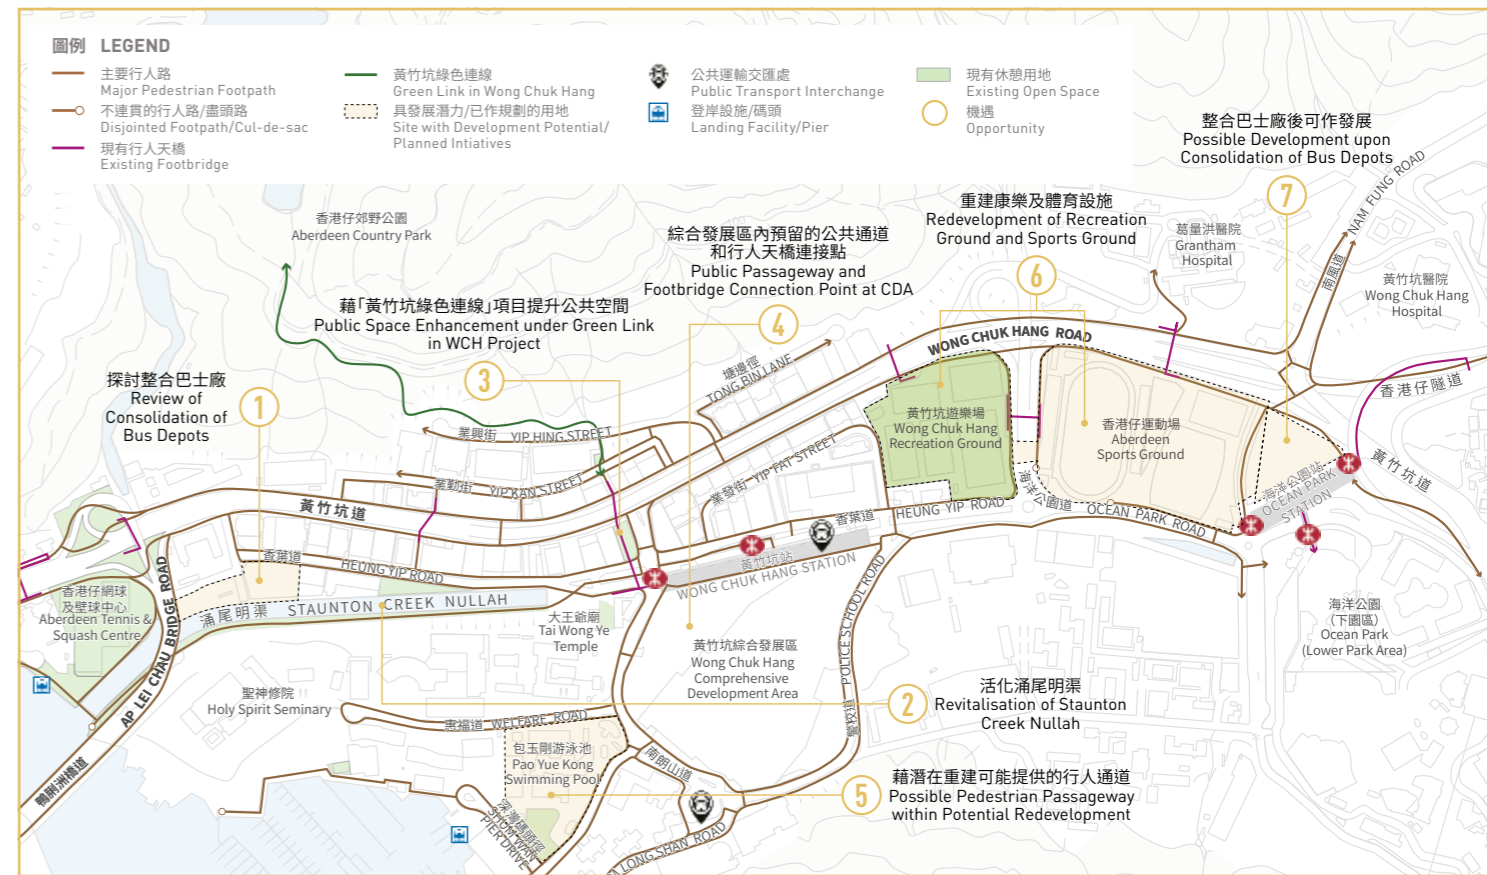 圖例 LEGEND
主要行人路
Major Pedestrian Footpath
不連貫的行人路/盡頭路
Disjointed Footpath/Cul-de-sac
現有行人天橋
Existing Footbridge
黃竹坑綠色連線
Green Link in Wong Chuk Hang
具發展潛力/已作規劃的用地
Site with Development Potential/
Planned Intiatives
公共運輸交匯處
Public Transport Interchange
登岸設施/碼頭
Landing Facility/Pier
現有休憩用地
Existing Open Space
機遇
Opportunity
整合巴士廠後可作發展
Possible Development upon
Consolidation of Bus Depots
7
重建康樂及體育設施
Redevelopment of Recreation
Ground and Sports Ground
6
綜合發展區內預留的公共通道
和行人天橋連接點
Public Passageway and
Footbridge Connection Point at CDA
4
藉「黃竹坑綠色連線」項目提升公共空間
Public Space Enhancement under Green Link
in WCH Project
3
探討整合巴士廠
Review of
Consolidation of
Bus Depots
1
香港仔郊野公園
Aberdeen Country Park
葛量洪醫院
Grantham
Hospital
南風道
NAM FUNG ROAD
黃竹坑醫院
Wong Chuk Hang
Hospital
WONG CHUK HANG ROAD
塘邊徑
TONG BIN LANE
香港仔隧道
黃竹坑遊樂場
Wong Chuk Hang
Recreation Ground
香港仔運動場
Aberdeen
Sports Ground
業興街 YIP HING STREET
業勤街 YIP KAN STREET
業發街 YIP FAT STREET
黃竹坑道
黃竹坑道
海洋公園站
OCEAN PARK
STATION
海洋公園道 OCEAN PARK ROAD
香葉道 HEUNG YIP ROAD
香葉道 HEUNG YIP ROAD
黃竹坑站
WONG CHUK HANG STATION
涌尾明渠 STAUNTON CREEK NULLAH
香港仔網球
及壁球中心
Aberdeen Tennis &
Squash Centre
AP LEI CHAU BRIDGE ROAD
鴨脷洲橋道
大王爺廟
Tai Wong Ye
Temple
黃竹坑綜合發展區
Wong Chuk Hang
Comprehensive
Development Area
警校道 POLICE SCHOOL ROAD
海洋公園
(下園區)
Ocean Park
(Lower Park Area)
聖神修院
Holy Spirit Seminary
惠福道 WELFARE ROAD
2
活化涌尾明渠
Revitalisation of Staunton
Creek Nullah
包玉剛游泳池
Pao Yue Kong
Swimming Pool
南朗山道
深灣碼頭徑
SHUM WAN
PIER DRIVE
LONG SHAN ROAD
5
藉潛在重建可能提供的行人通道
Possible Pedestrian Passageway
within Potential Redevelopment